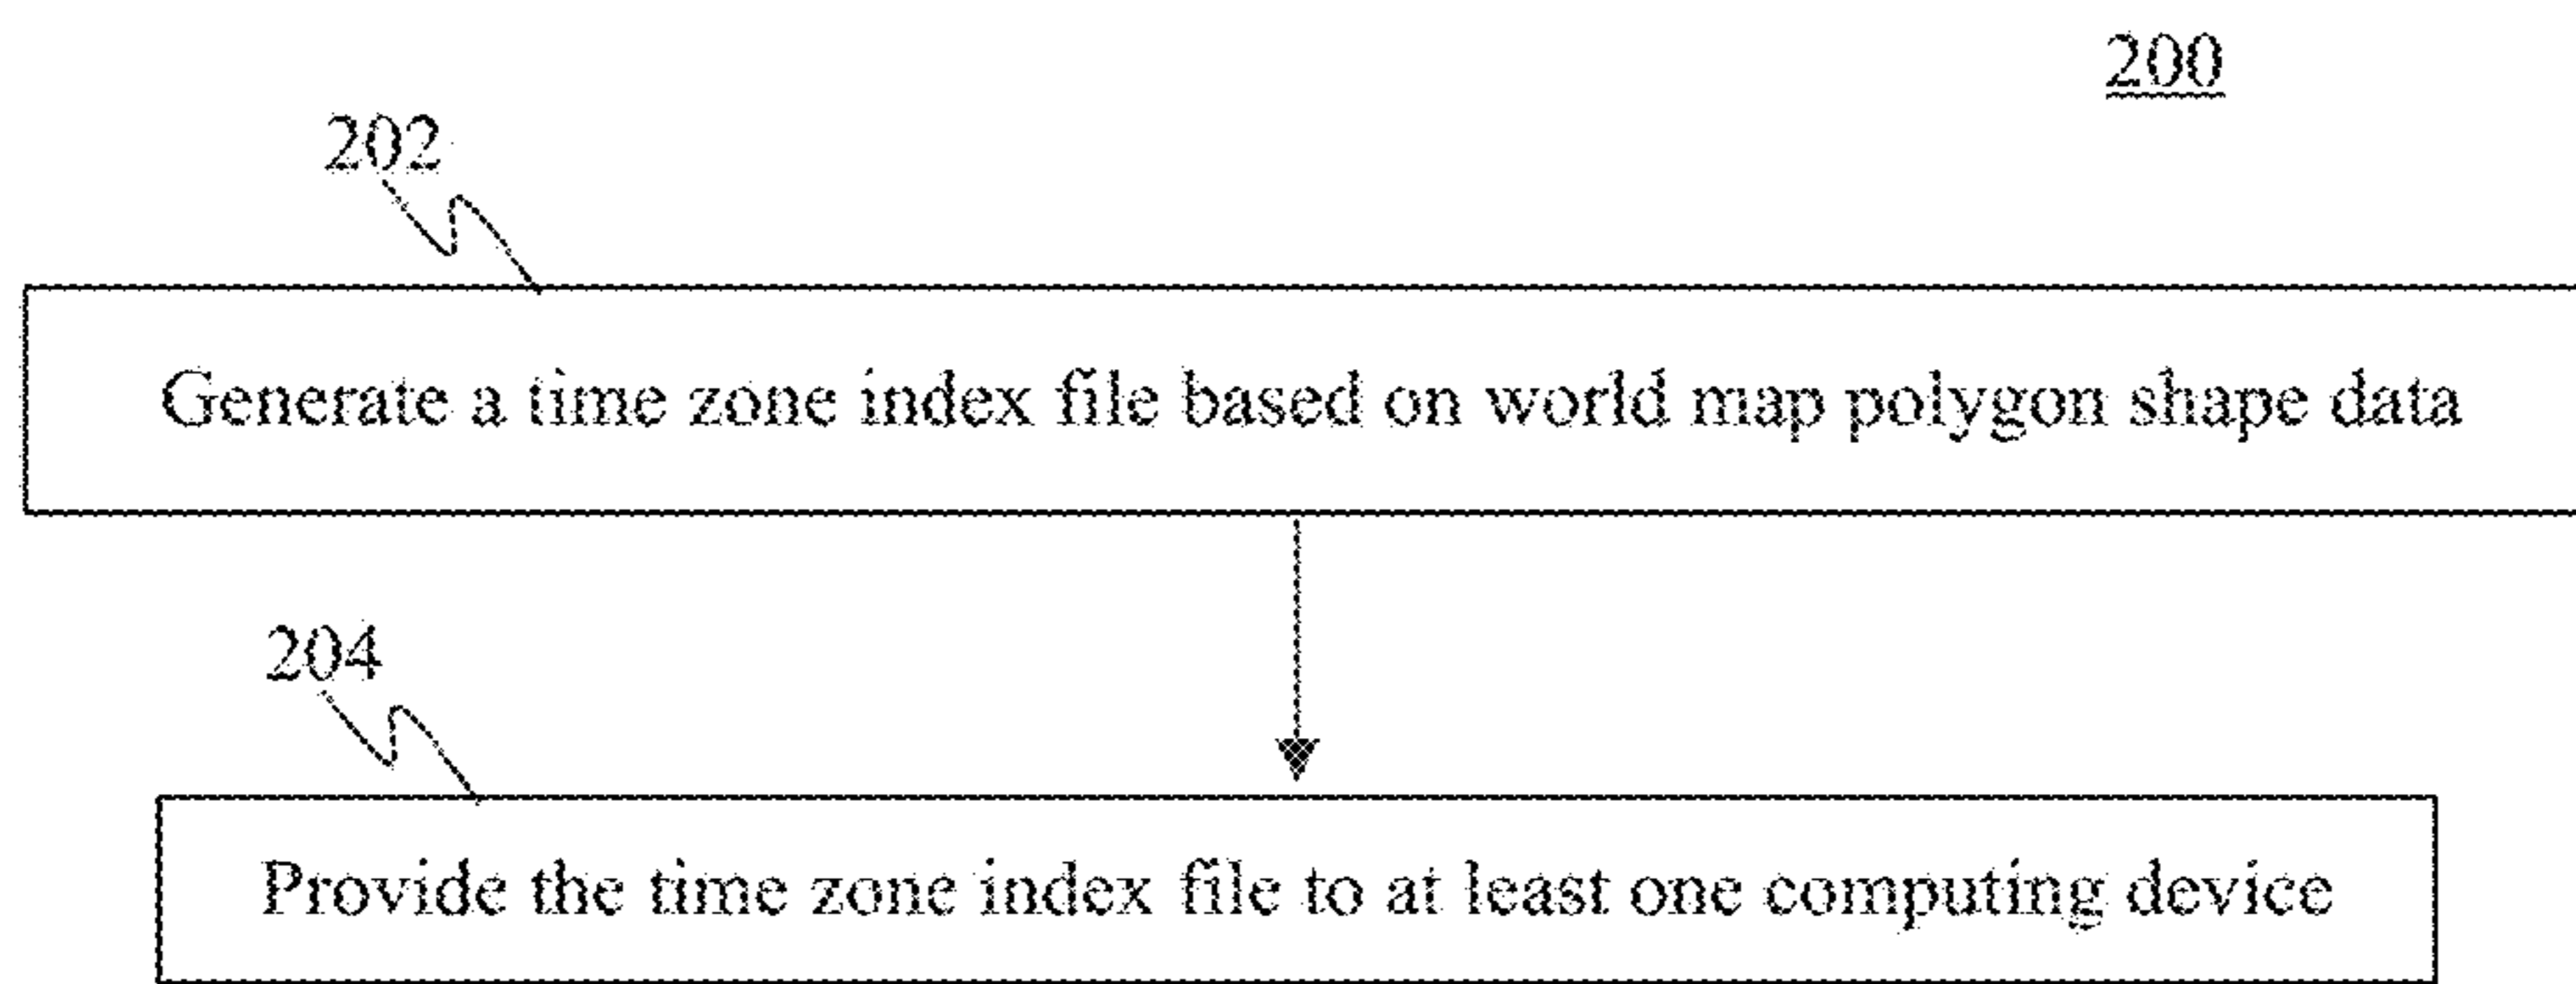 200
202
Generate a time zone index file based on world map polygon shape data
204
Provide the time zone index file to at least one computing device